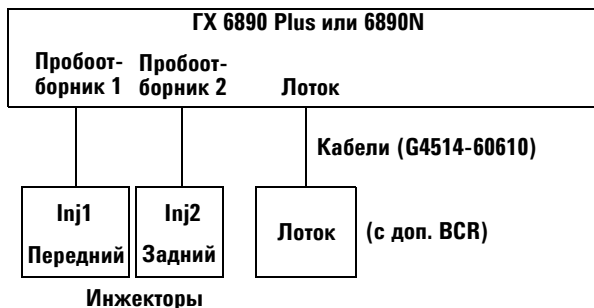 ГХ 6890 Plus или 6890N
Пробоот-
борник 1
Пробоот-
борник 2
Лоток
Кабели (G4514-60610)
Inj1
Передний
Inj2
Задний
Лоток
(с доп. BCR)
Инжекторы